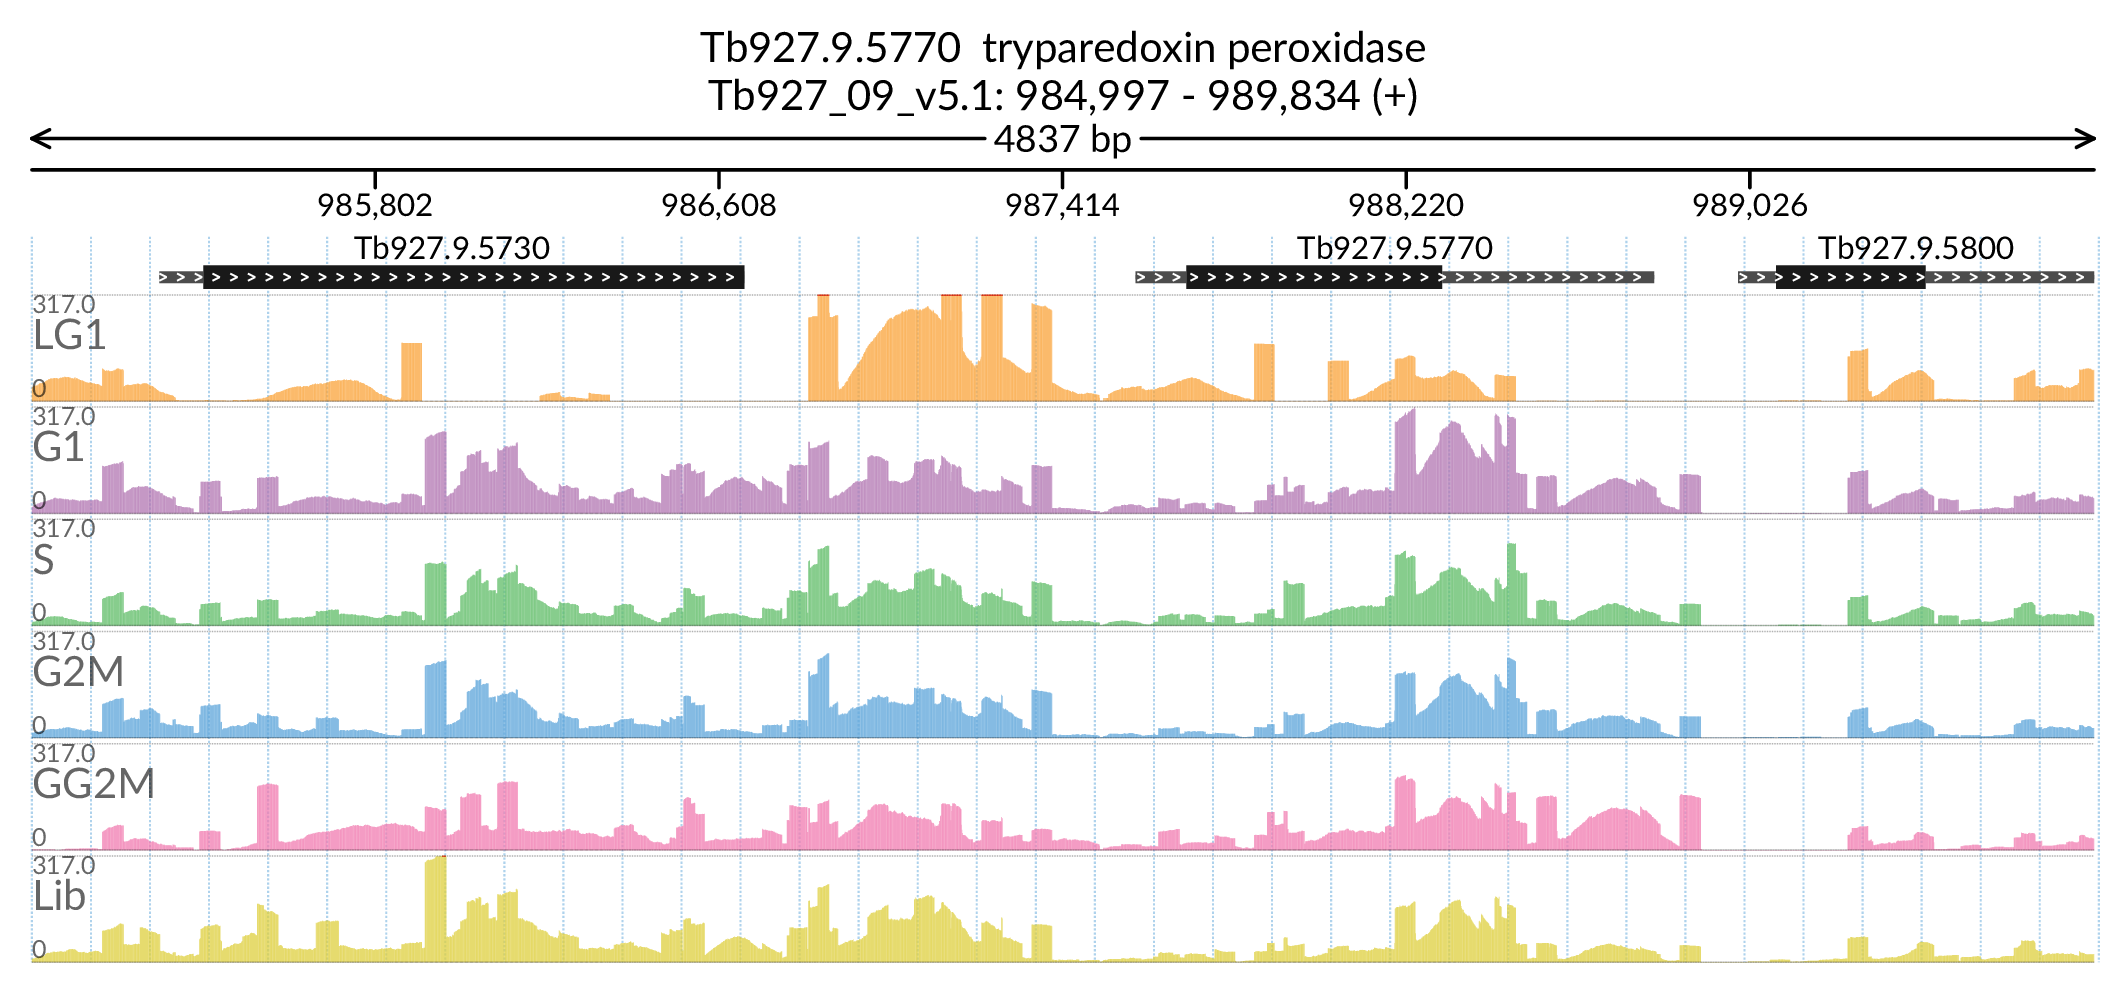 Tb927.9.5770  tryparedoxin peroxidase
Tb927_09_v5.1: 984,997 - 989,834 (+)
4837 bp
985,802 986,608 987,414 988,220 989,026
Tb927.9.5730 Tb927.9.5770 Tb927.9.5800
317.0
LG1
0
317.0
G1
0
317.0
S
0
317.0
G2M
0
317.0
GG2M
0
317.0
Lib
0